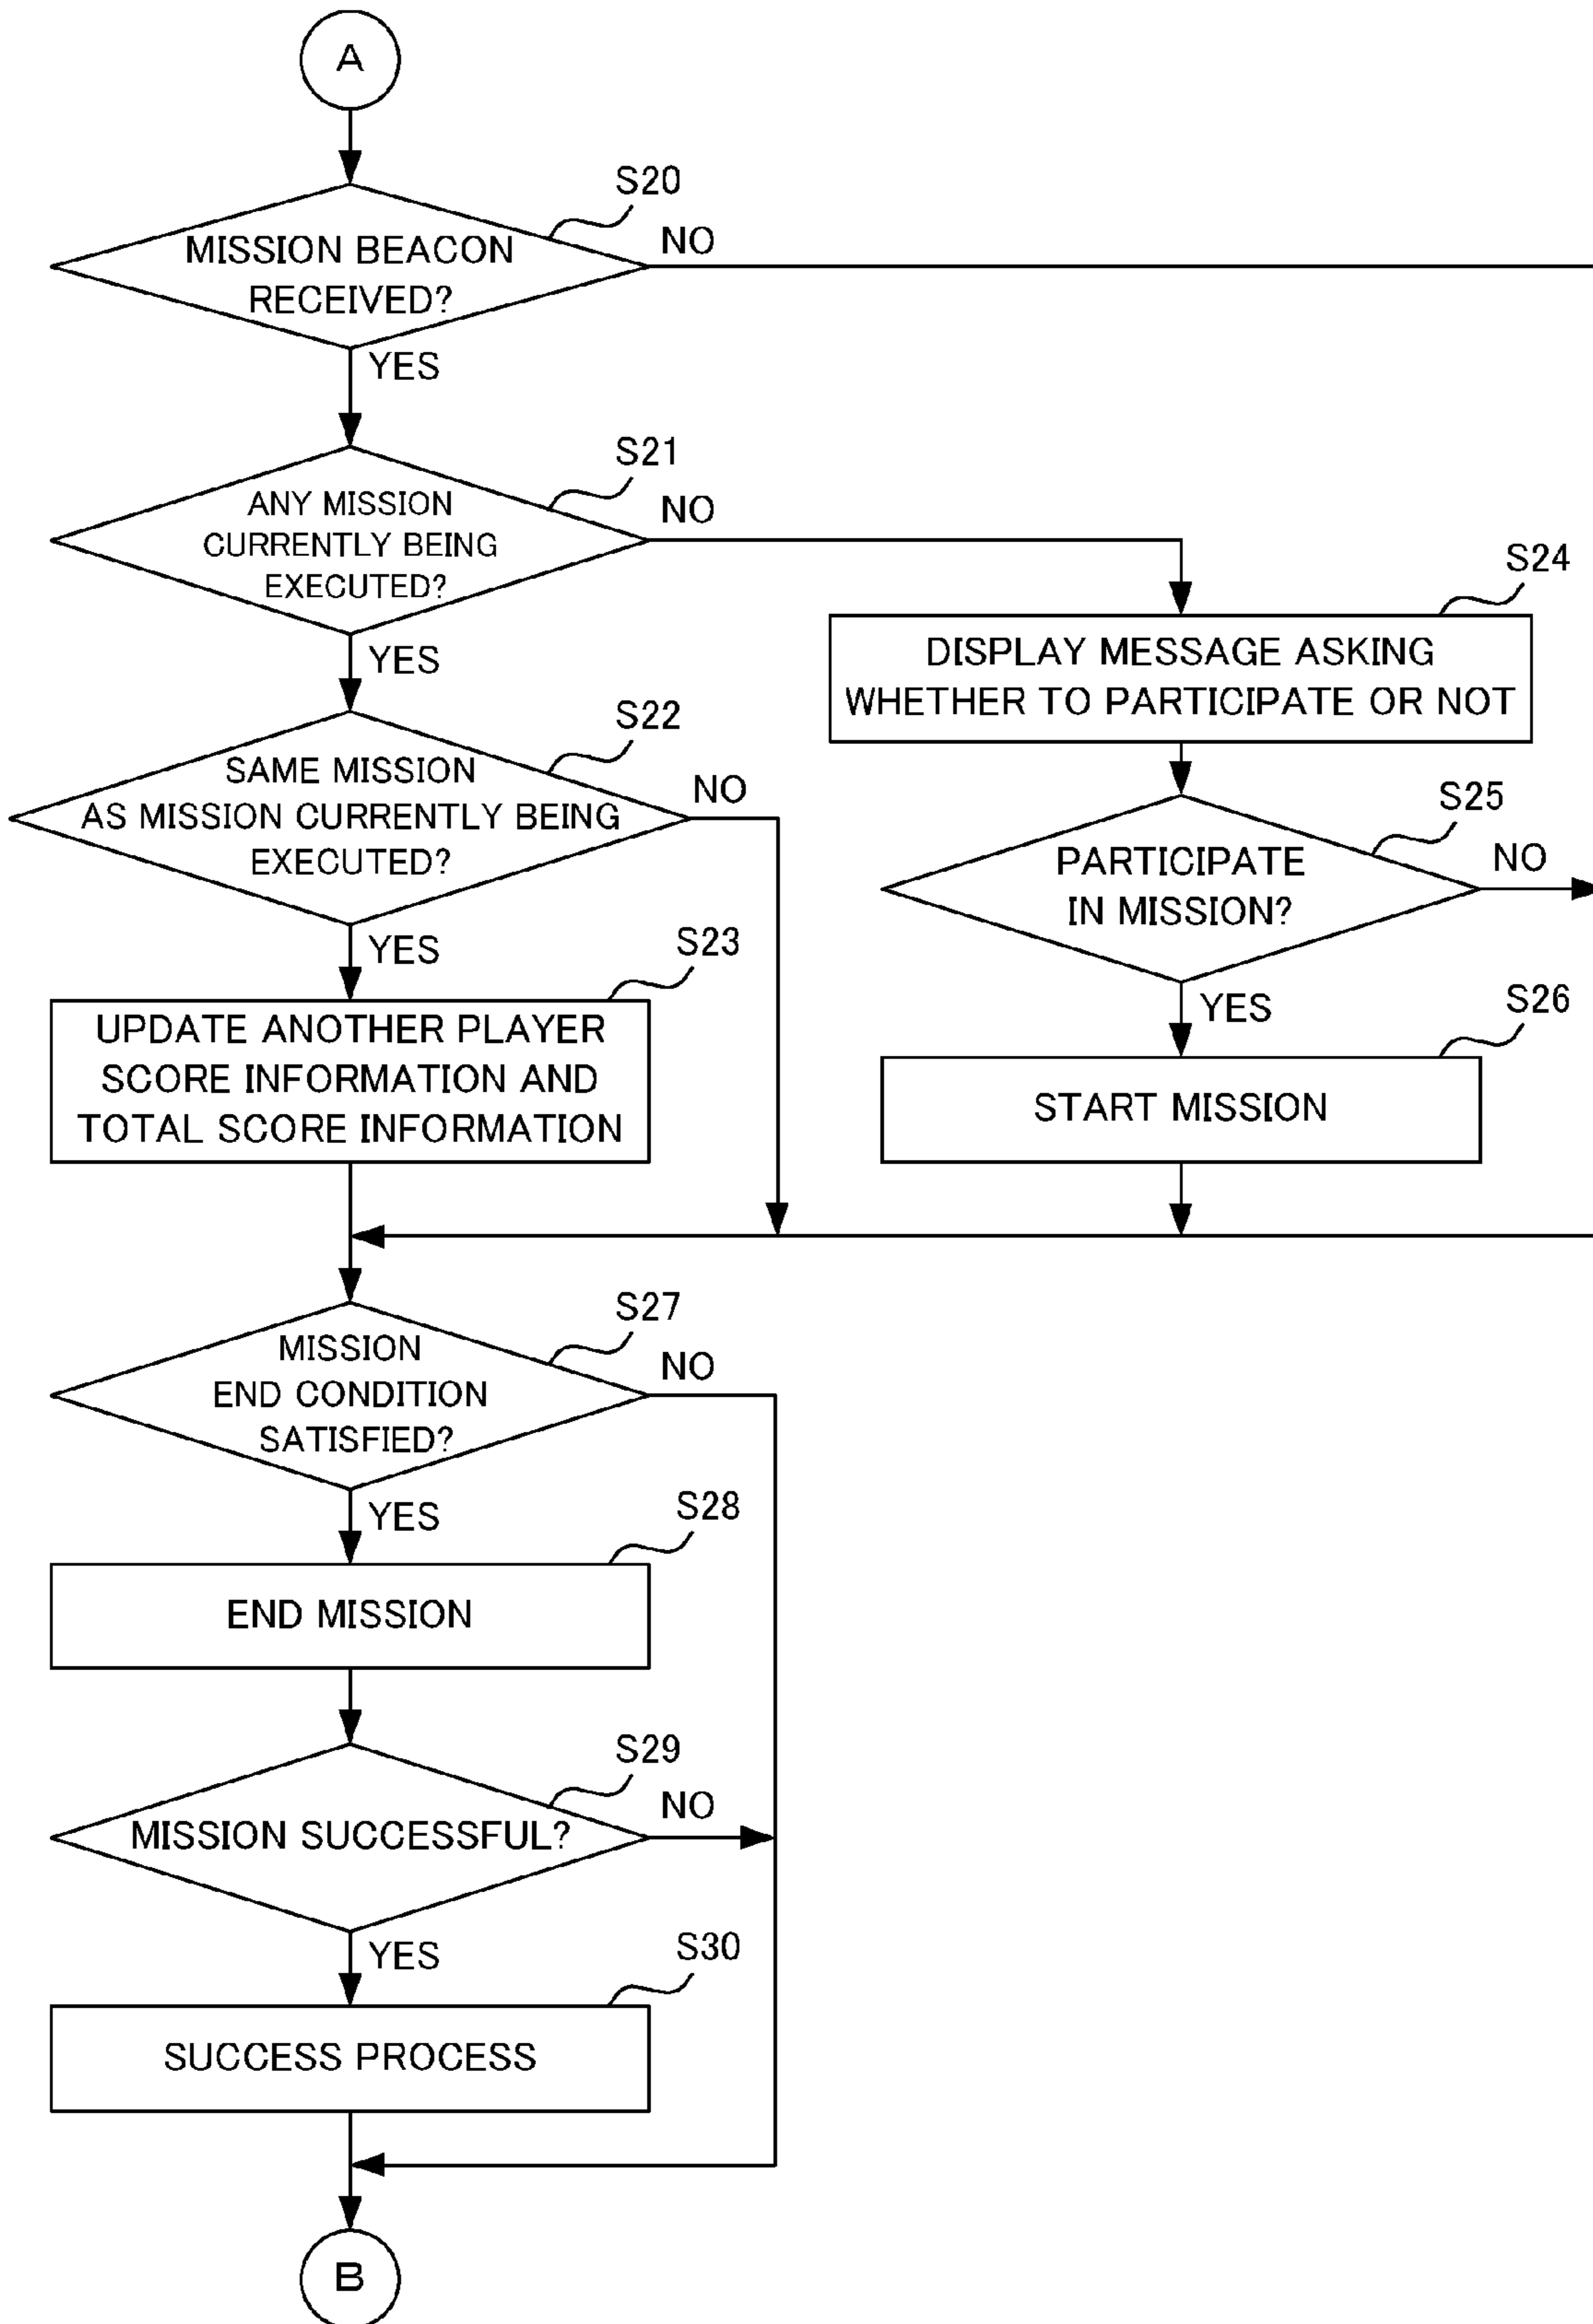 A
S20
MISSION BEACON
RECEIVED?
NO
YES
S21
ANY MISSION
CURRENTLY BEING
EXECUTED?
NO
YES
S24
DISPLAY MESSAGE ASKING
WHETHER TO PARTICIPATE OR NOT
S22
SAME MISSION
AS MISSION CURRENTLY BEING
EXECUTED?
NO
YES
S25
PARTICIPATE
IN MISSION?
NO
YES
S23
UPDATE ANOTHER PLAYER
SCORE INFORMATION AND
TOTAL SCORE INFORMATION
S26
START MISSION
S27
MISSION
END CONDITION
SATISFIED?
NO
YES
S28
END MISSION
S29
MISSION SUCCESSFUL?
NO
YES
S30
SUCCESS PROCESS
B